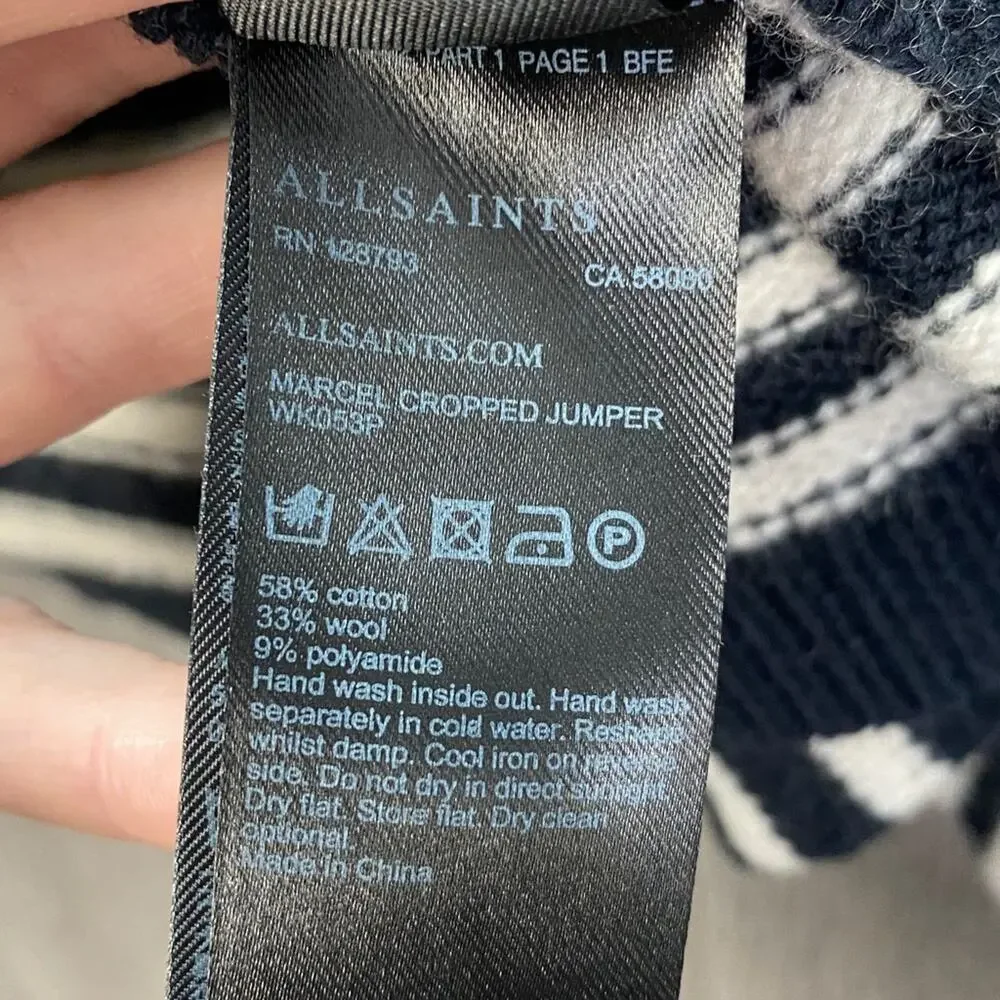 PART 1 PAGE 1 BFE
ALLSAINTS
RN 128793
CA 58090
ALLSAINTS.COM
MARCEL CROPPED JUMPER
WK053P
P
58% cotton
33% wool
9% polyamide
Hand wash inside out. Hand wash
separately in cold water. Reshape
whilst damp. Cool iron on reverse
side. Do not dry in direct sunlight.
Dry flat. Store flat. Dry clean
optional.
Made in China